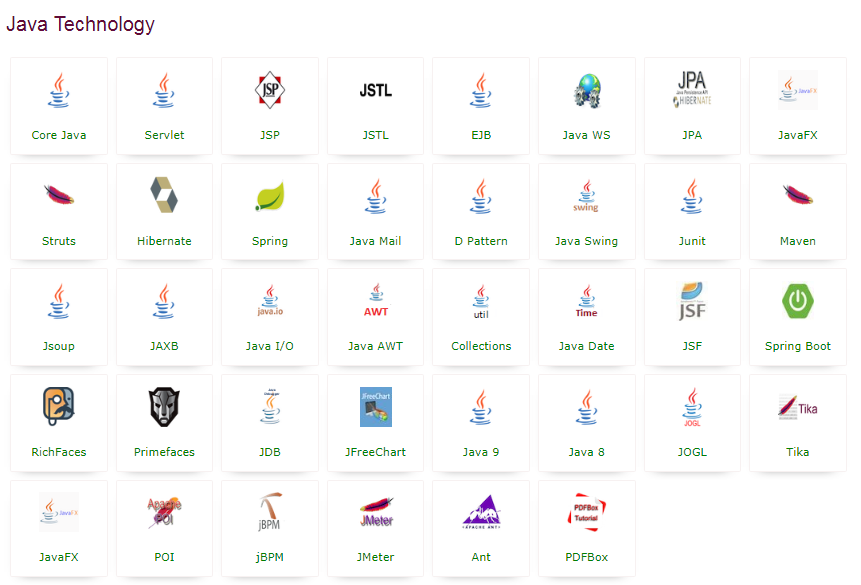 Java Technology
JSP
JSTL
JPA
Java Persistence API
HIBERNATE
JavaFX
Core Java
Servlet
JSP
JSTL
EJB
Java WS
JPA
JavaFX
swing
Struts
Hibernate
Spring
Java Mail
D Pattern
Java Swing
Junit
Maven
java.io
AWT
util
Time
JSF
Jsoup
JAXB
Java I/O
Java AWT
Collections
Java Date
JSF
Spring Boot
JFreeChart
JOGL
Tika
RichFaces
Primefaces
JDB
JFreeChart
Java 9
Java 8
JOGL
Tika
JavaFX
Apache
POI
jBPM
JMeter
APACHE ANT
PDFBox
Tutorial
JavaFX
POI
jBPM
JMeter
Ant
PDFBox